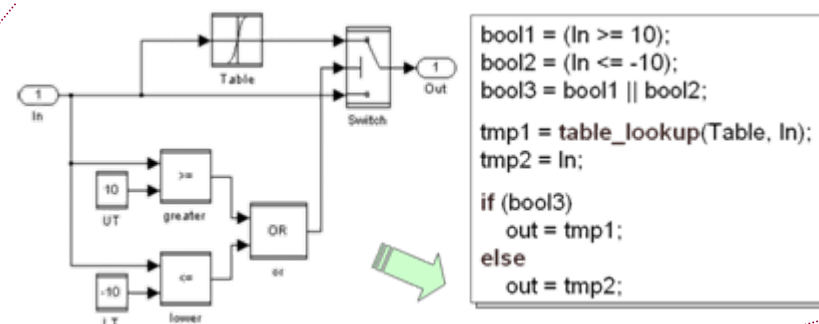 Table
1
In
Switch
1
Out
10
UT
>=
greater
OR
or
-10
LT
<=
lower
bool1 = (In >= 10);
bool2 = (In <= -10);
bool3 = bool1 || bool2;
tmp1 = table_lookup(Table, In);
tmp2 = In;
if (bool3)
out = tmp1;
else
out = tmp2;